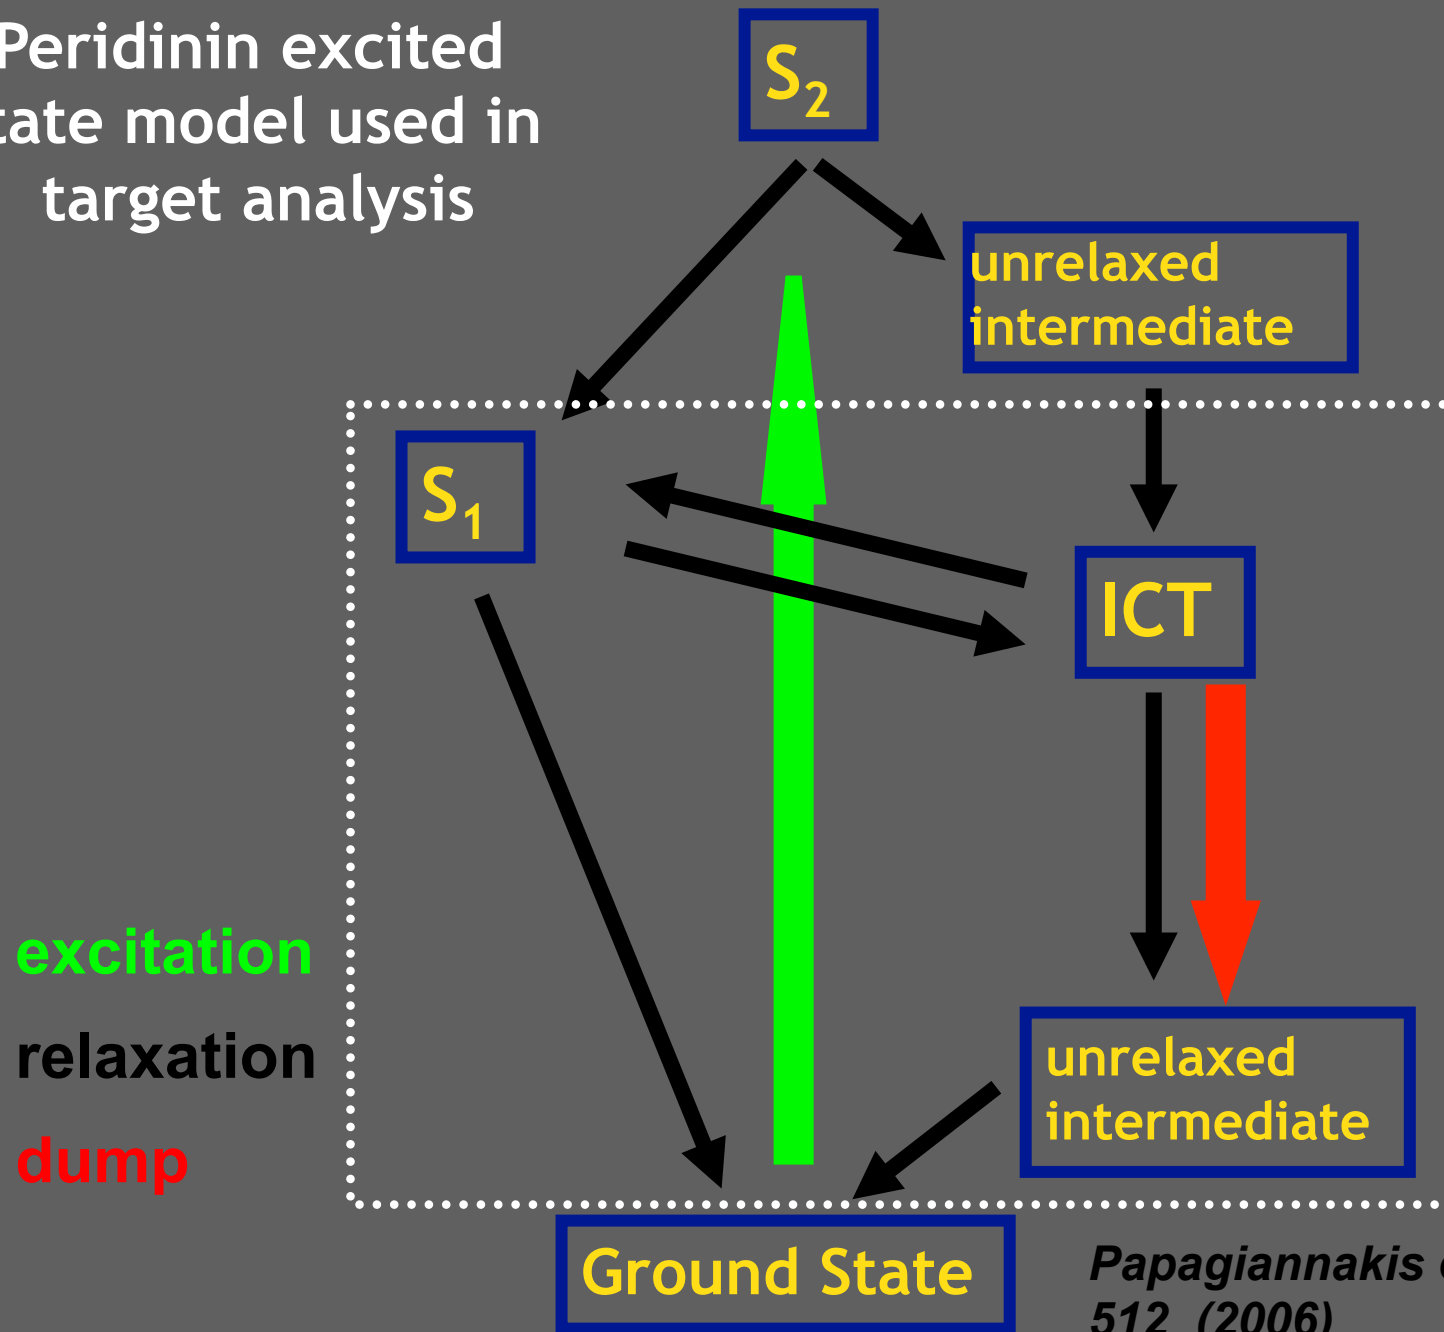 Peridinin excited
tate model used in
target analysis
S₂
unrelaxed
intermediate
S₁
ICT
excitation
relaxation
dump
unrelaxed
intermediate
Ground State
Papagiannakis
512 (2006)